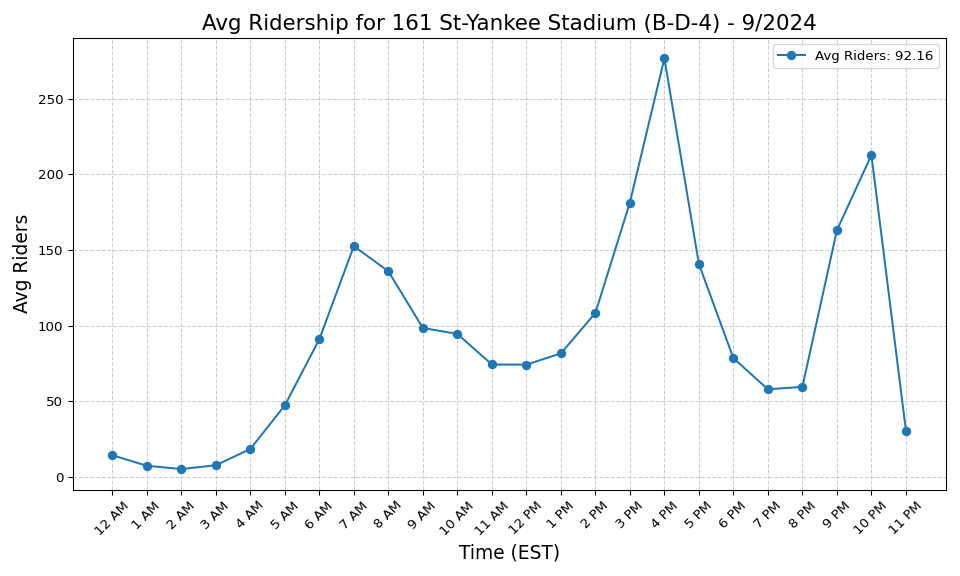 Avg Ridership for 161 St-Yankee Stadium (B-D-4) - 9/2024
Avg Riders: 92.16
Avg Riders
250
200
150
100
50
0
12 AM
1 AM
2 AM
3 AM
4 AM
5 AM
6 AM
7 AM
8 AM
9 AM
10 AM
11 AM
12 PM
1 PM
2 PM
3 PM
4 PM
5 PM
6 PM
7 PM
8 PM
9 PM
10 PM
11 PM
Time (EST)